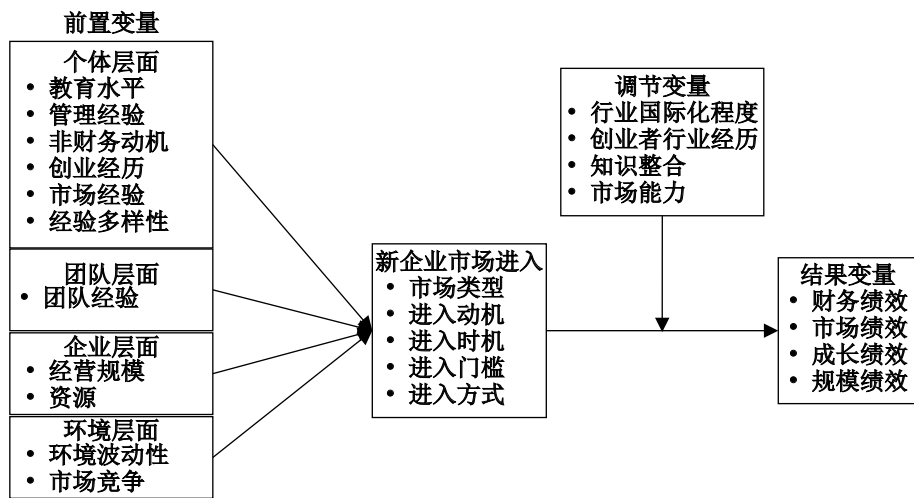 前置变量
个体层面
• 教育水平
• 管理经验
• 非财务动机
• 创业经历
• 市场经验
• 经验多样性
团队层面
• 团队经验
企业层面
• 经营规模
• 资源
环境层面
• 环境波动性
• 市场竞争
新企业市场进入
• 市场类型
• 进入动机
• 进入时机
• 进入门槛
• 进入方式
调节变量
• 行业国际化程度
• 创业者行业经历
• 知识整合
• 市场能力
结果变量
• 财务绩效
• 市场绩效
• 成长绩效
• 规模绩效